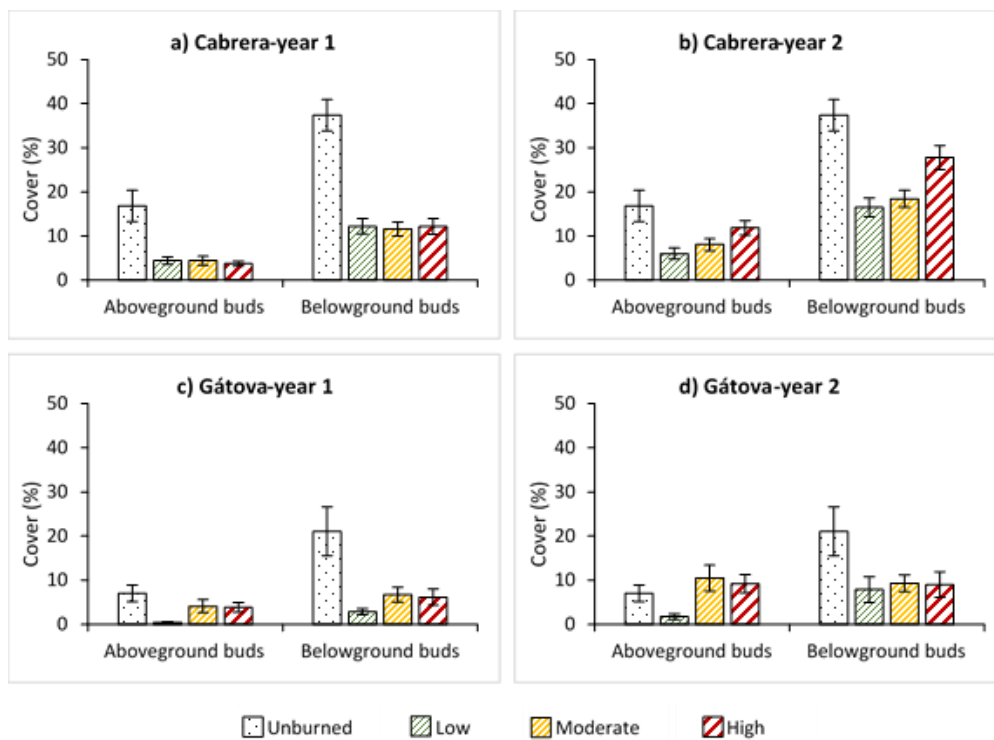 a) Cabrera-year 1
50
40
30
20
10
0
Cover (%)
Aboveground buds Belowground buds
b) Cabrera-year 2
50
40
30
20
10
0
Cover (%)
Aboveground buds Belowground buds
c) Gátova-year 1
50
40
30
20
10
0
Cover (%)
Aboveground buds Belowground buds
d) Gátova-year 2
50
40
30
20
10
0
Cover (%)
Aboveground buds Belowground buds
Unburned Low Moderate High